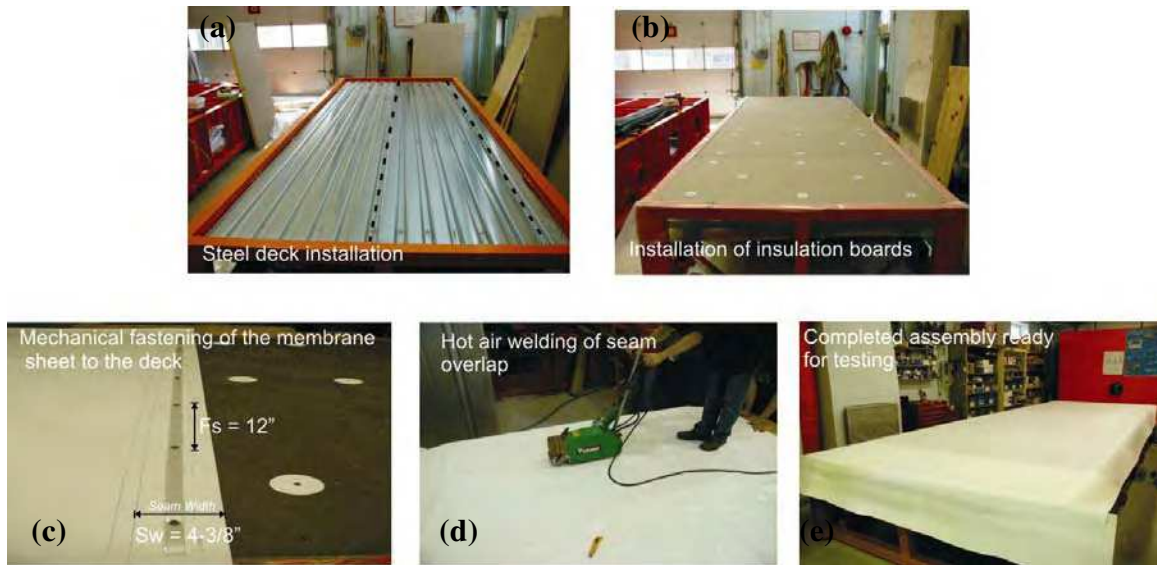 (a)
Steel deck installation
(b)
Installation of insulation boards
Mechanical fastening of the membrane
sheet to the deck
Fs = 12"
Seam Width
Sw = 4-3/8"
(c)
Hot air welding of seam
overlap
(d)
Completed assembly ready
for testing
(e)